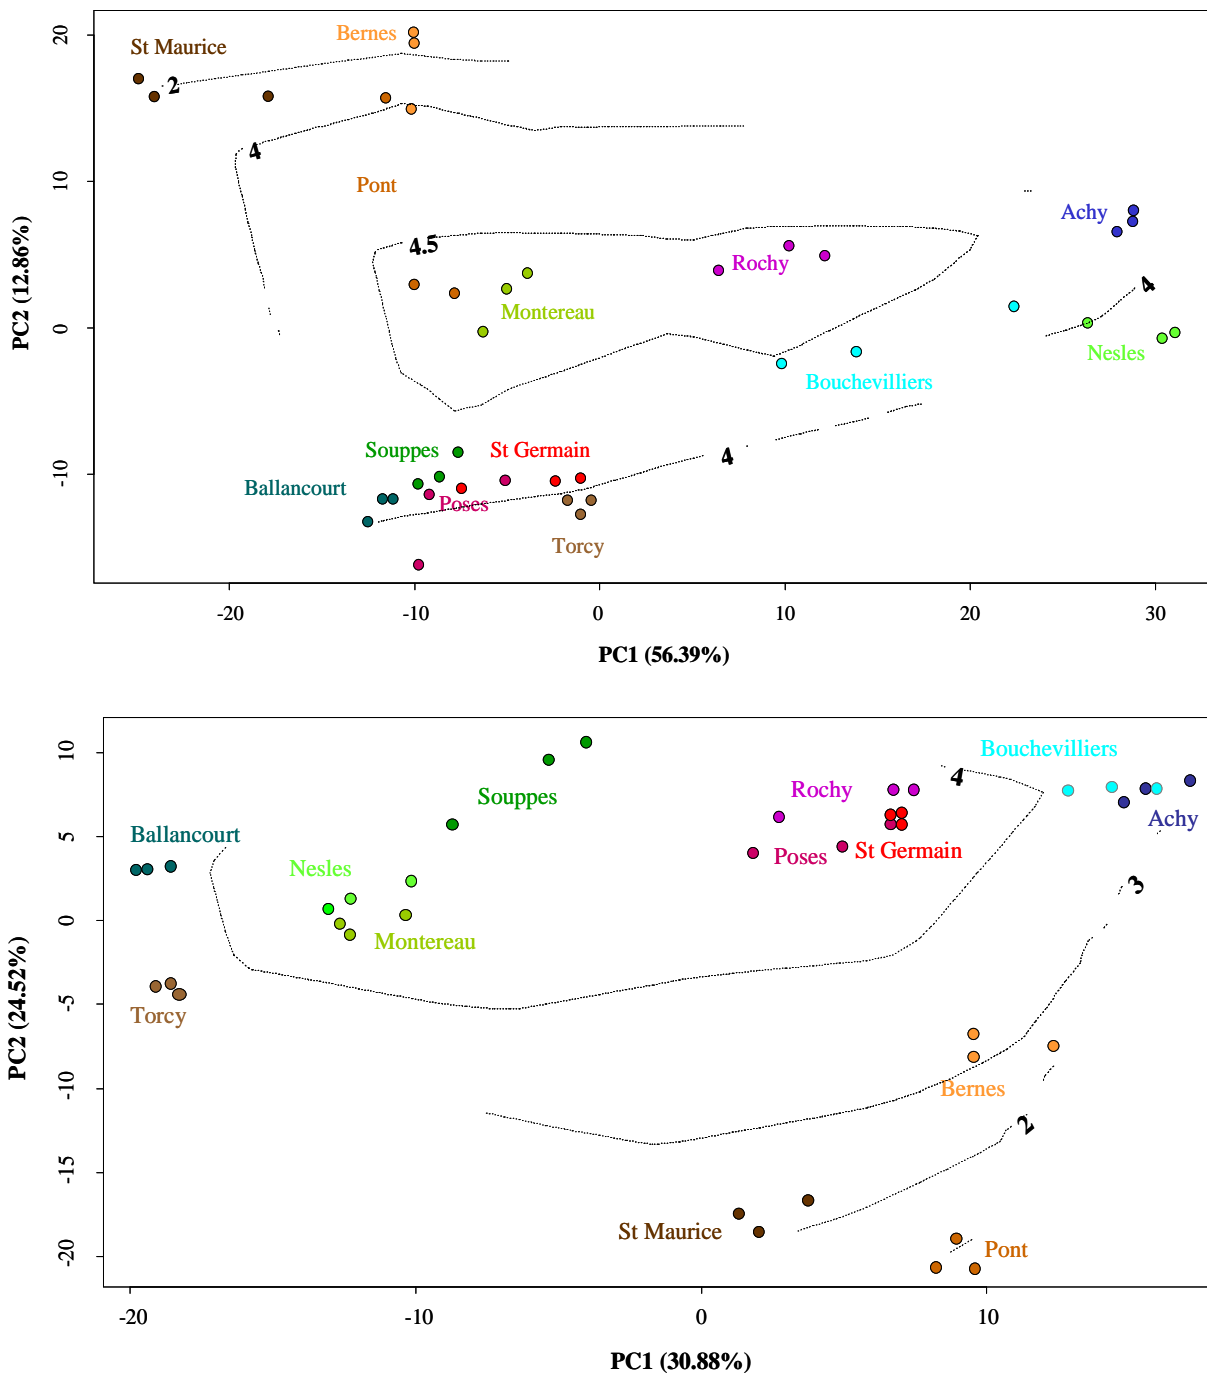 20
Bernes
St Maurice
2
4
10
Pont
Achy
4.5
Rochy
4
PC2 (12.86%)
Montereau
0
Nesles
Bouchevilliers
Souppes
St Germain
4
-10
Ballancourt
Poses
Torcy
-20
-10
0
10
20
30
PC1 (56.39%)
10
Bouchevilliers
4
Souppes
Rochy
Achy
5
Ballancourt
Poses
St Germain
Nesles
3
0
Montereau
PC2 (24.52%)
-5
Torcy
-10
Bernes
2
-15
St Maurice
Pont
-20
-20
-10
0
10
PC1 (30.88%)